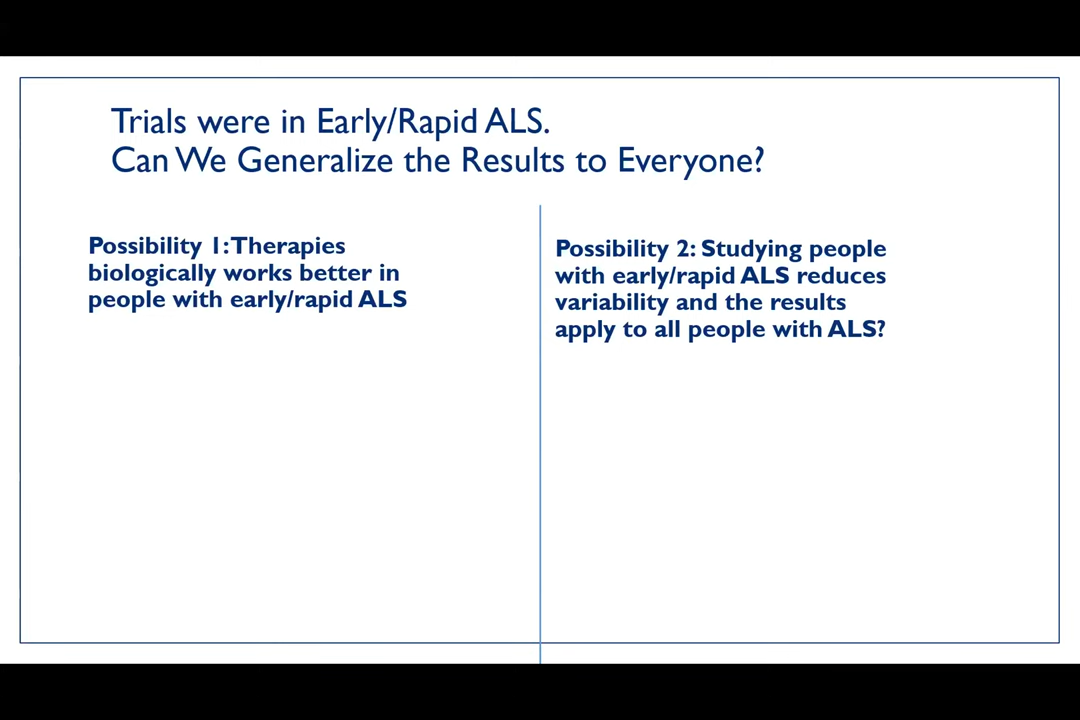 Trials were in Early/Rapid ALS.
Can We Generalize the Results to Everyone?
Possibility 1: Therapies
biologically works better in
people with early/rapid ALS
Possibility 2: Studying people
with early/rapid ALS reduces
variability and the results
apply to all people with ALS?